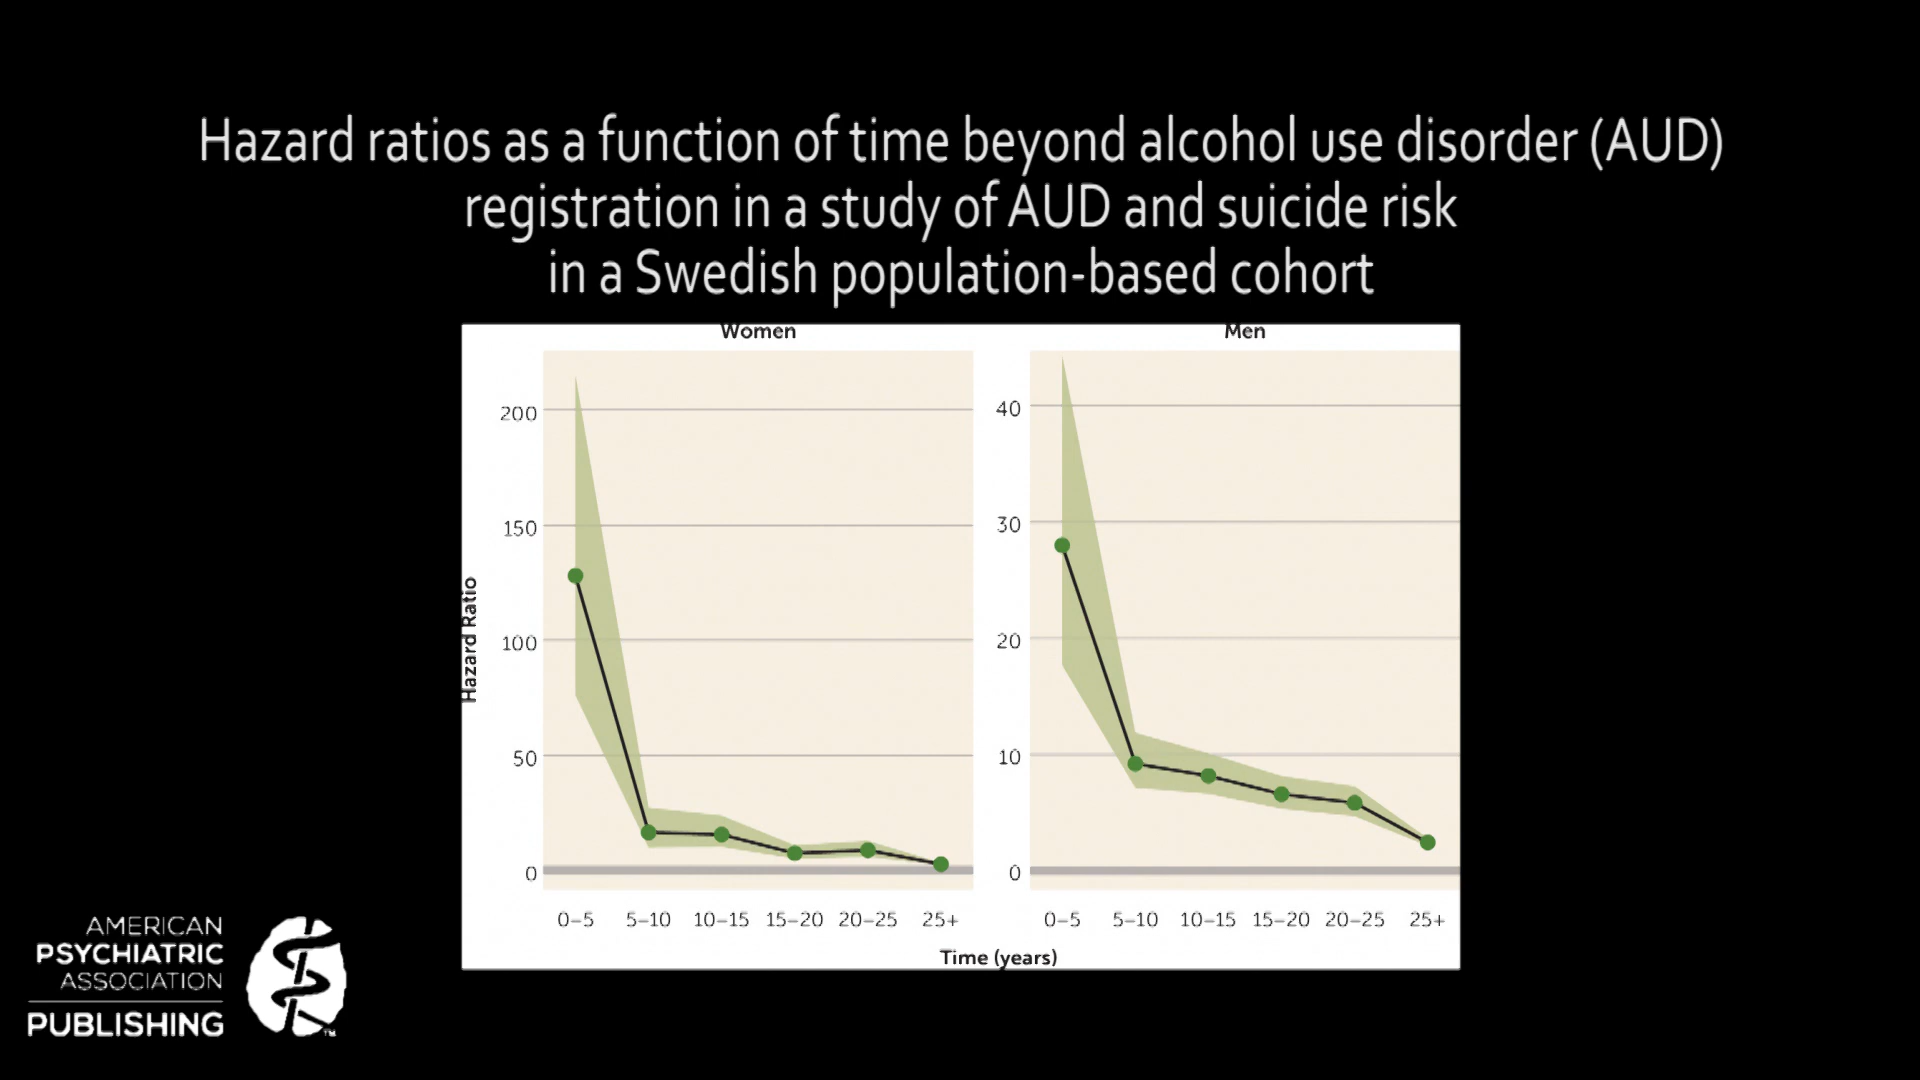 Hazard ratios as a function of time beyond alcohol use disorder (AUD)
registration in a study of AUD and suicide risk
in a Swedish population-based cohort
Women
Men
Hazard Ratio
200
150
100
50
0
40
30
20
10
0
0–5 5–10 10–15 15–20 20–25 25+
0–5 5–10 10–15 15–20 20–25 25+
Time (years)
AMERICAN
PSYCHIATRIC
ASSOCIATION
PUBLISHING
™